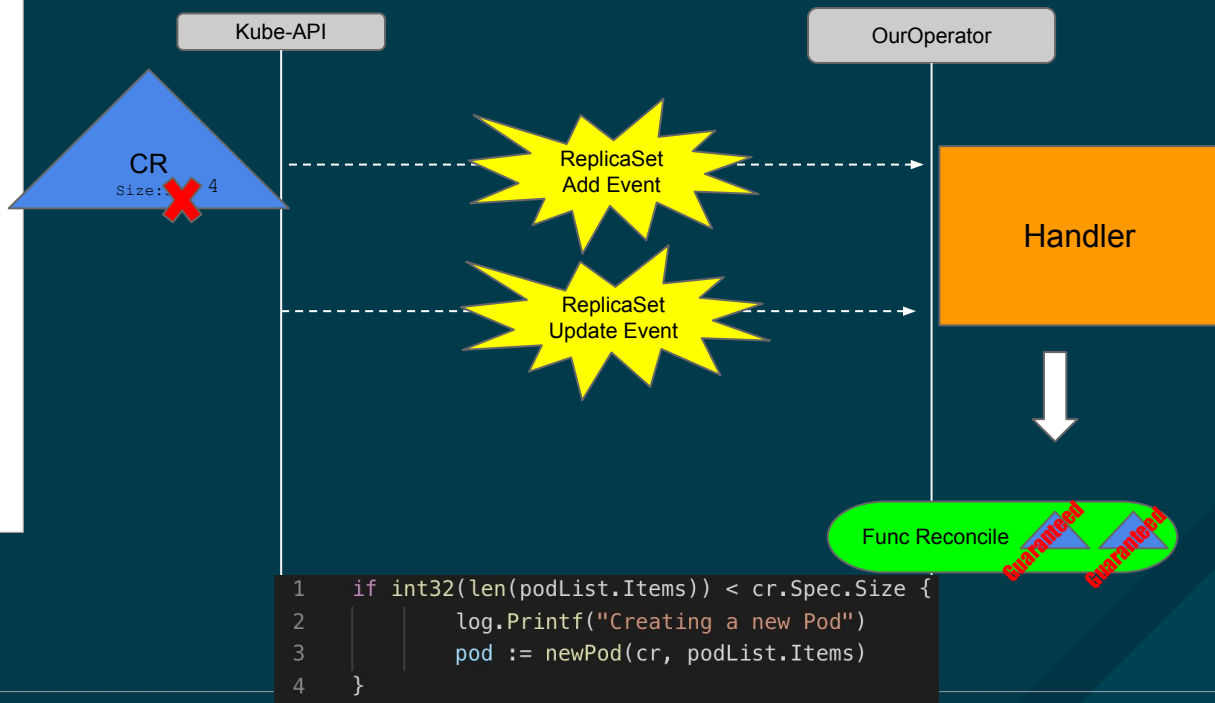 Kube-API
OurOperator
CR
Size:
4
ReplicaSet
Add Event
Handler
ReplicaSet
Update Event
Func Reconcile
Guaranteed
Guaranteed
1 if int32(len(podList.Items)) < cr.Spec.Size {
2 log.Printf("Creating a new Pod")
3 pod := newPod(cr, podList.Items)
4 }